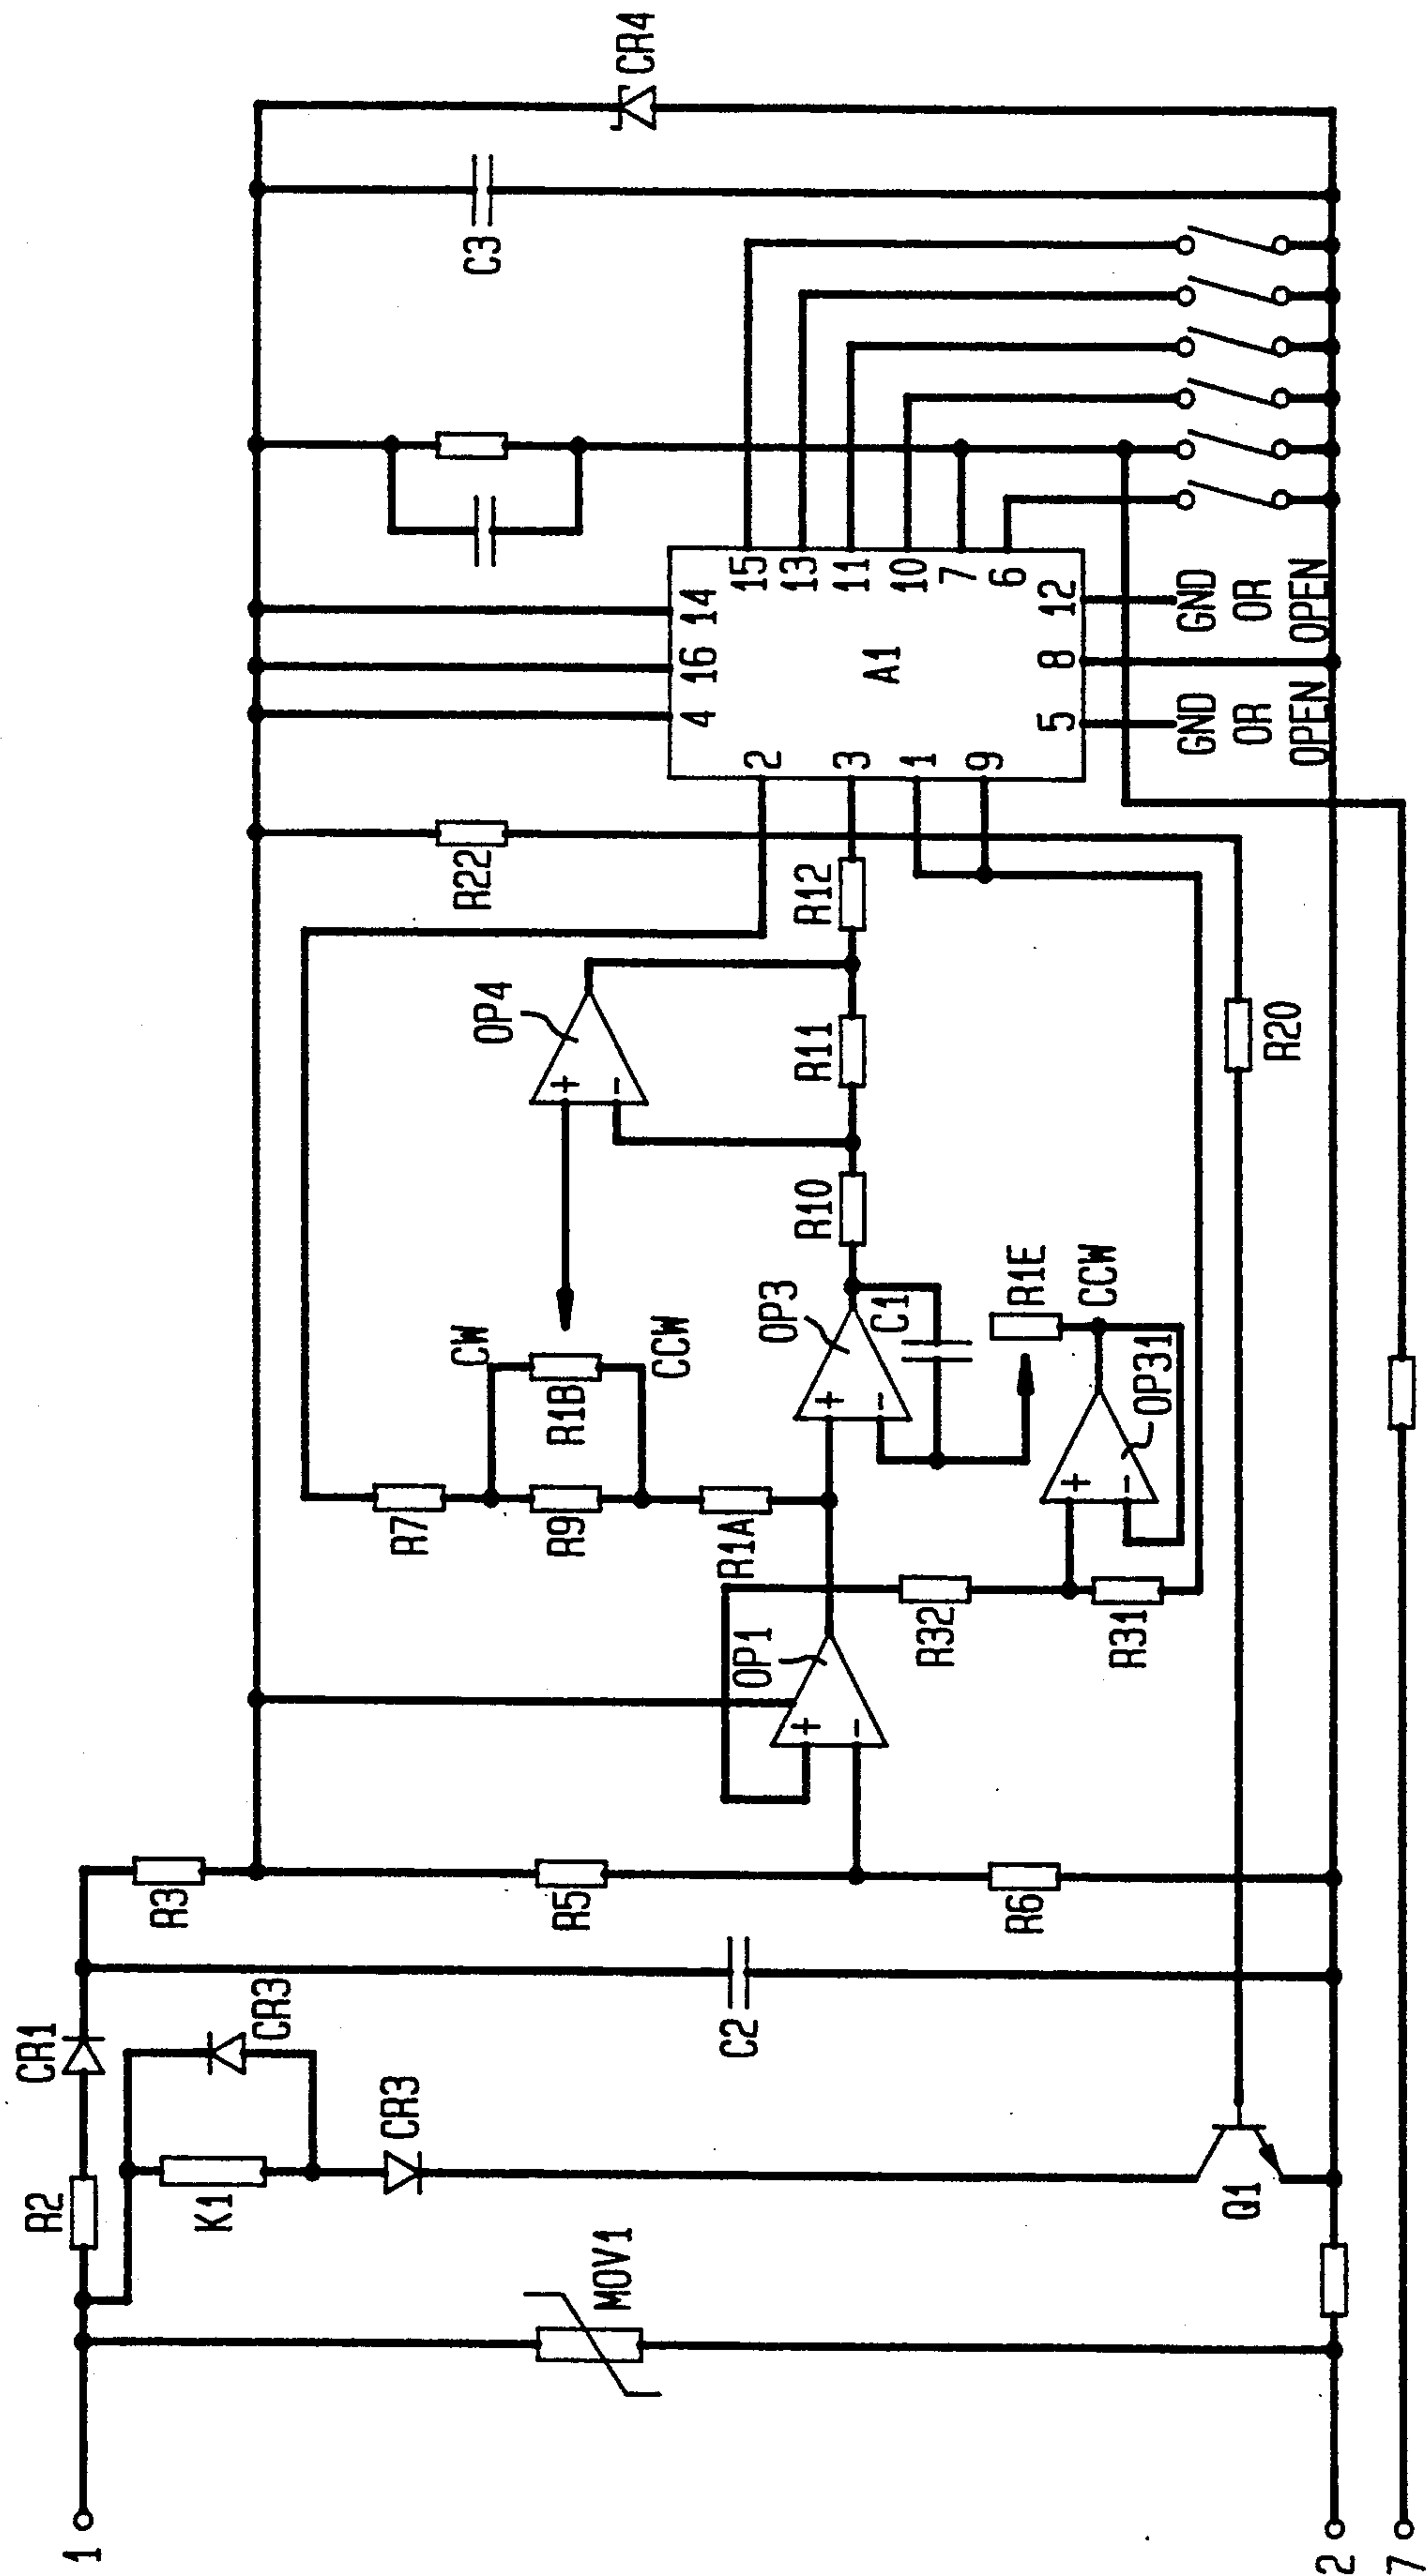 1
R2
CR1
K1
CR3
CR3
MOV1
C2
Q1
R3
R5
R6
OP1
R32
R31
R7
R9
R1A
CW
R1B
CCW
OP3
C1
R1E
CCW
OP31
OP4
R10
R11
R12
R22
R20
A1
4
16
14
2
3
1
9
15
13
11
10
7
6
5
8
12
GND
OR
OPEN
GND
OR
OPEN
C3
CR4
+
-
+
-
+
-
+
-
2
7